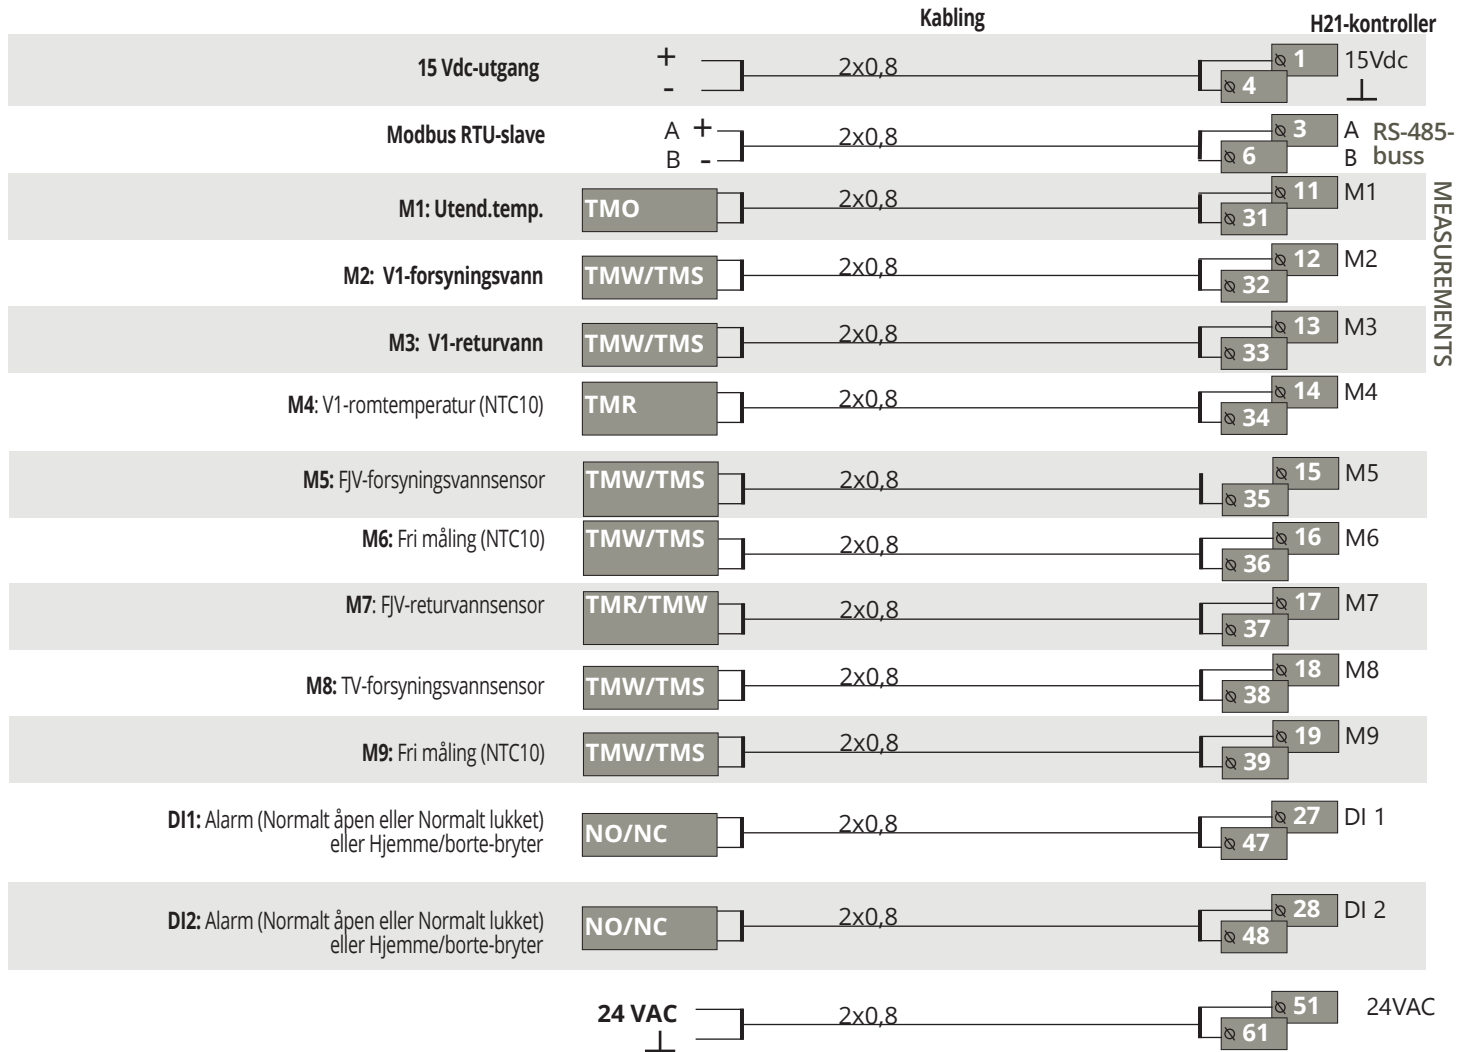 Kabling
H21-kontroller
15 Vdc-utgang + 2x0,8 1 15Vdc
- 4
Modbus RTU-slave A + 2x0,8 3 A RS-485-
B - 6 B buss
M1: Utend.temp. TMO 2x0,8 11 M1
31
M2: V1-forsyningsvann TMW/TMS 2x0,8 12 M2
32
M3: V1-returvann TMW/TMS 2x0,8 13 M3
33
MEASUREMENTS
M4: V1-romtemperatur (NTC10) TMR 2x0,8 14 M4
34
M5: FJV-forsyningsvannsensor TMW/TMS 2x0,8 15 M5
35
M6: Fri måling (NTC10) TMW/TMS 2x0,8 16 M6
36
M7: FJV-returvannsensor TMR/TMW 2x0,8 17 M7
37
M8: TV-forsyningsvannsensor TMW/TMS 2x0,8 18 M8
38
M9: Fri måling (NTC10) TMW/TMS 2x0,8 19 M9
39
DI1: Alarm (Normalt åpen eller Normalt lukket) NO/NC 2x0,8 27 DI 1
eller Hjemme/borte-bryter 47
DI2: Alarm (Normalt åpen eller Normalt lukket) NO/NC 2x0,8 28 DI 2
eller Hjemme/borte-bryter 48
24 VAC 2x0,8 51 24VAC
61